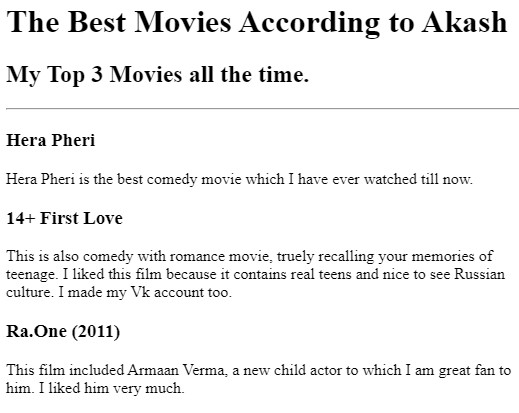 The Best Movies According to Akash
My Top 3 Movies all the time.
Hera Pheri
Hera Pheri is the best comedy movie which I have ever watched till now.
14+ First Love
This is also comedy with romance movie, truely recalling your memories of
teenage. I liked this film because it contains real teens and nice to see Russian
culture. I made my Vk account too.
Ra.One (2011)
This film included Armaan Verma, a new child actor to which I am great fan to
him. I liked him very much.